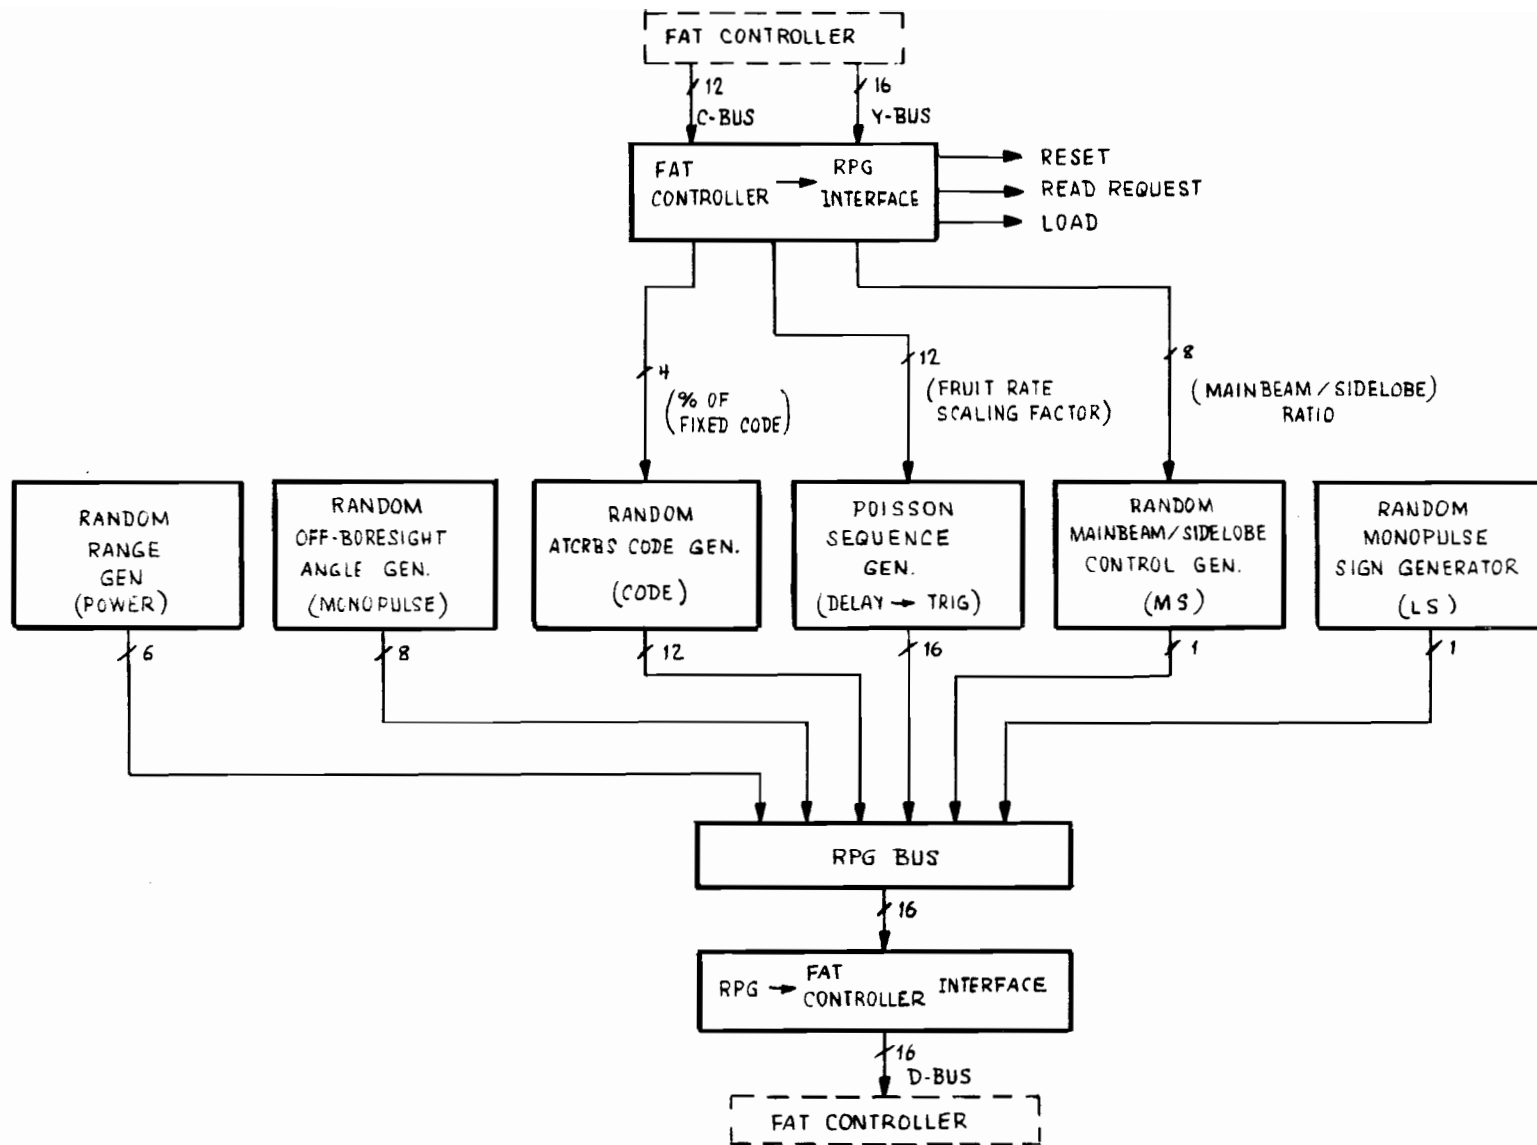 FAT CONTROLLER
12
16
C-BUS
Y-BUS
FAT CONTROLLER → RPG INTERFACE
RESET
READ REQUEST
LOAD
4
(% OF
FIXED CODE)
12
(FRUIT RATE
SCALING FACTOR)
8
(MAINBEAM/SIDELOBE)
RATIO
RANDOM
RANGE
GEN
(POWER)
RANDOM
OFF-BORESIGHT
ANGLE GEN.
(MONOPULSE)
RANDOM
ATCRBS CODE GEN.
(CODE)
POISSON
SEQUENCE
GEN.
(DELAY → TRIG)
RANDOM
MAINBEAM/SIDELOBE
CONTROL GEN.
(MS)
RANDOM
MONOPULSE
SIGN GENERATOR
(LS)
6
8
12
16
1
1
RPG BUS
16
RPG → FAT CONTROLLER INTERFACE
16
D-BUS
FAT CONTROLLER